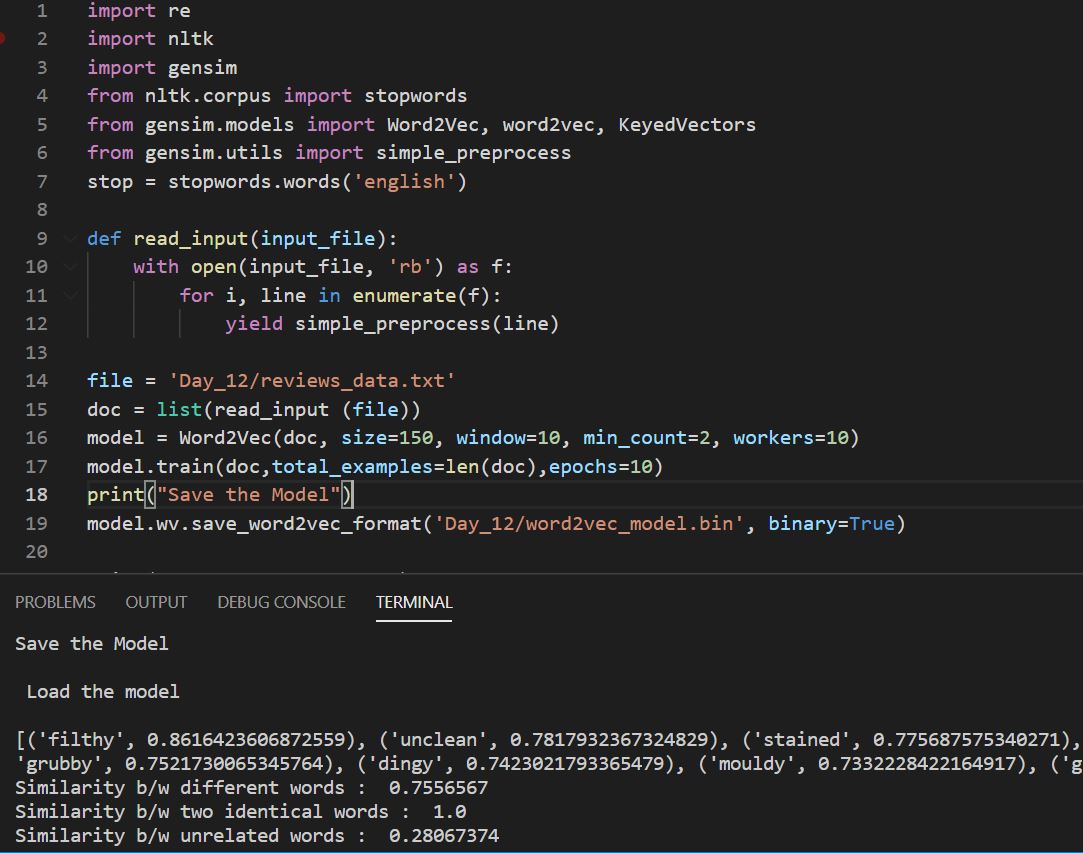 1 import re
2 import nltk
3 import gensim
4 from nltk.corpus import stopwords
5 from gensim.models import Word2Vec, word2vec, KeyedVectors
6 from gensim.utils import simple_preprocess
7 stop = stopwords.words('english')
8
9 def read_input(input_file):
10     with open(input_file, 'rb') as f:
11         for i, line in enumerate(f):
12             yield simple_preprocess(line)
13
14 file = 'Day_12/reviews_data.txt'
15 doc = list(read_input (file))
16 model = Word2Vec(doc, size=150, window=10, min_count=2, workers=10)
17 model.train(doc,total_examples=len(doc),epochs=10)
18 print("Save the Model")
19 model.wv.save_word2vec_format('Day_12/word2vec_model.bin', binary=True)
20
PROBLEMS OUTPUT DEBUG CONSOLE TERMINAL
Save the Model
Load the model
[('filthy', 0.8616423606872559), ('unclean', 0.7817932367324829), ('stained', 0.775687575340271),
'grubby', 0.7521730065345764), ('dingy', 0.7423021793365479), ('mouldy', 0.7332228422164917), ('g
Similarity b/w different words :  0.7556567
Similarity b/w two identical words :  1.0
Similarity b/w unrelated words :  0.28067374